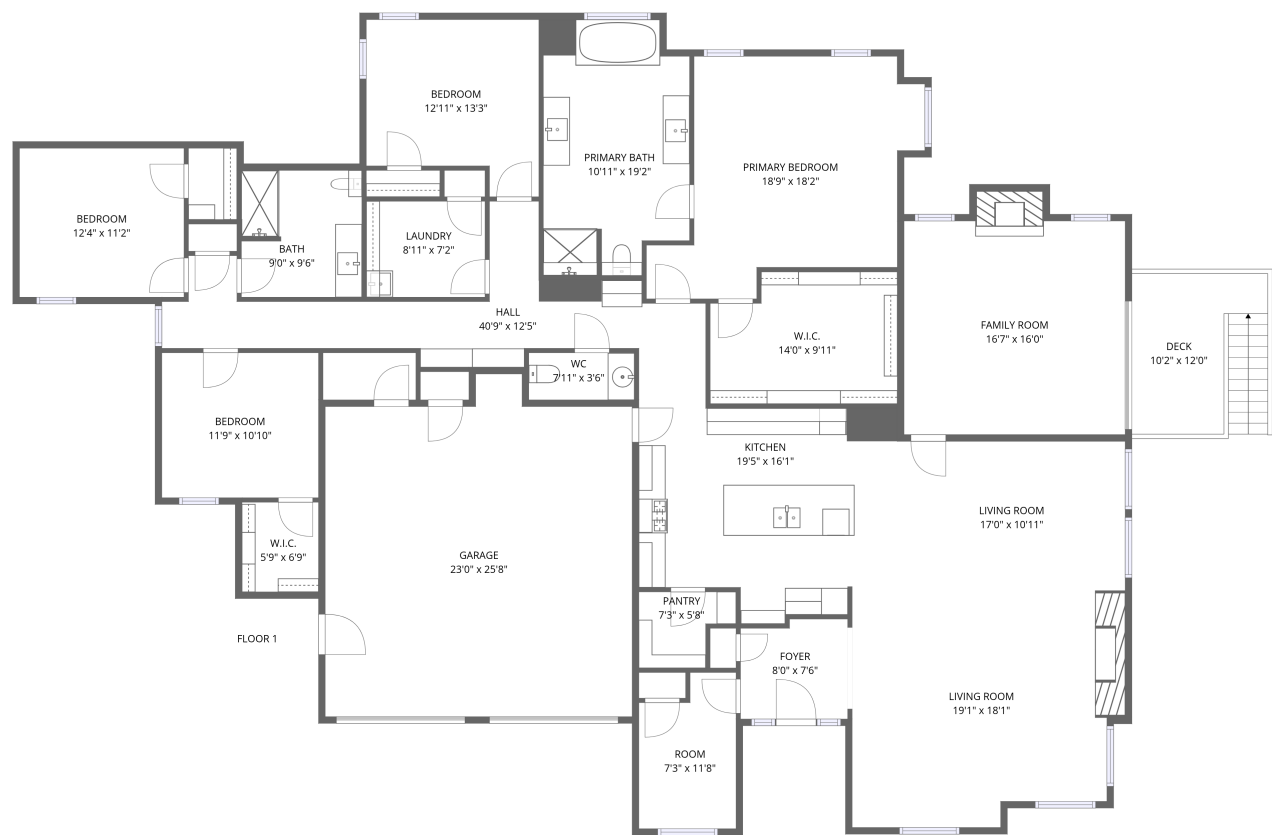 BEDROOM
12'11" x 13'3"
PRIMARY BATH
10'11" x 19'2"
PRIMARY BEDROOM
18'9" x 18'2"
BEDROOM
12'4" x 11'2"
BATH
9'0" x 9'6"
LAUNDRY
8'11" x 7'2"
HALL
40'9" x 12'5"
W.I.C.
14'0" x 9'11"
FAMILY ROOM
16'7" x 16'0"
DECK
10'2" x 12'0"
WC
7'11" x 3'6"
BEDROOM
11'9" x 10'10"
KITCHEN
19'5" x 16'1"
LIVING ROOM
17'0" x 10'11"
W.I.C.
5'9" x 6'9"
GARAGE
23'0" x 25'8"
PANTRY
7'3" x 5'8"
FLOOR 1
FOYER
8'0" x 7'6"
LIVING ROOM
19'1" x 18'1"
ROOM
7'3" x 11'8"